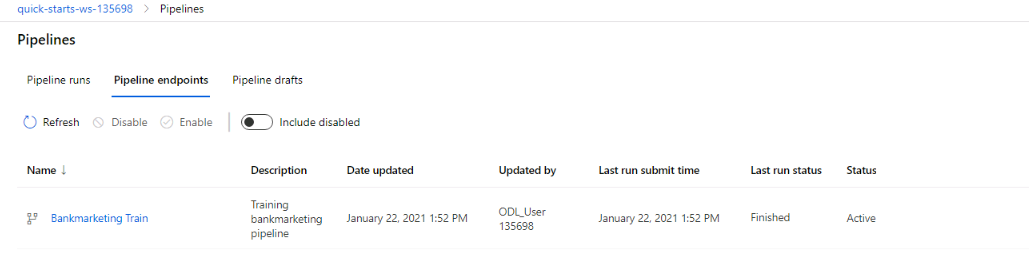 quick-starts-ws-135698 > Pipelines
Pipelines
Pipeline runs Pipeline endpoints Pipeline drafts
Refresh Disable Enable Include disabled
Name ↓ Description Date updated Updated by Last run submit time Last run status Status
Bankmarketing Train Training bankmarketing pipeline January 22, 2021 1:52 PM ODL_User 135698 January 22, 2021 1:52 PM Finished Active